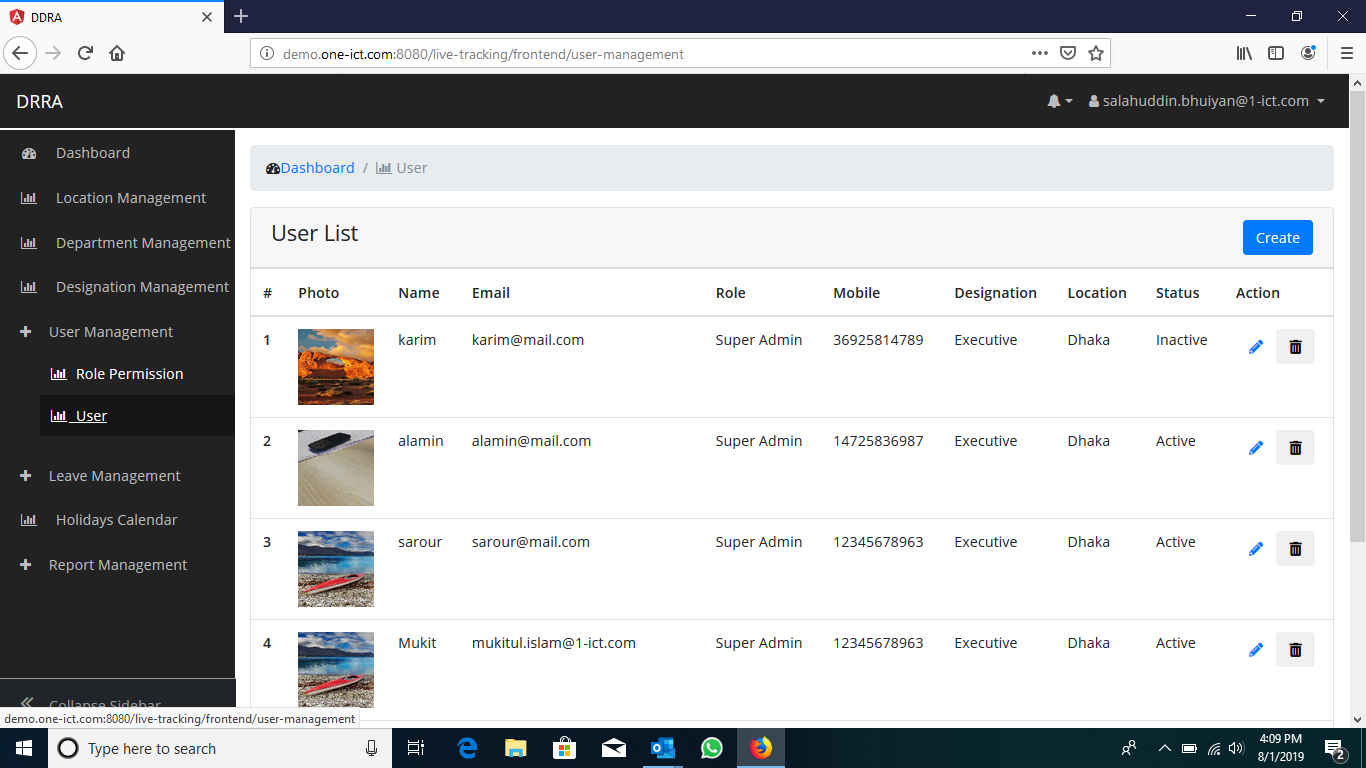 DDRA
demo.one-ict.com:8080/live-tracking/frontend/user-management
DRRA
salahuddin.bhuiyan@1-ict.com
Dashboard
Location Management
Department Management
Designation Management
User Management
Role Permission
User
Leave Management
Holidays Calendar
Report Management
Collapse Sidebar
Dashboard / User
User List
Create
# Photo Name Email Role Mobile Designation Location Status Action
1 karim karim@mail.com Super Admin 36925814789 Executive Dhaka Inactive
2 alamin alamin@mail.com Super Admin 14725836987 Executive Dhaka Active
3 sarour sarour@mail.com Super Admin 12345678963 Executive Dhaka Active
4 Mukit mukitul.islam@1-ict.com Super Admin 12345678963 Executive Dhaka Active
demo.one-ict.com:8080/live-tracking/frontend/user-management
Type here to search
4:09 PM
8/1/2019
2